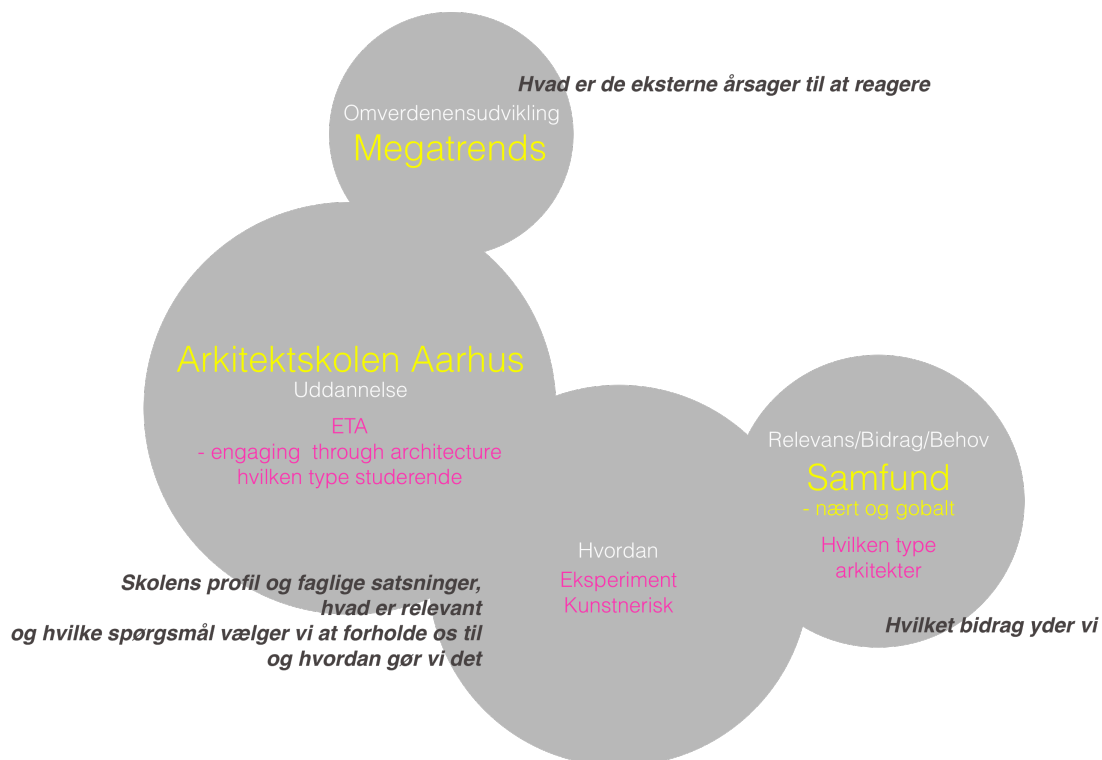 Hvad er de eksterne årsager til at reagere
Omverdenensudvikling
Megatrends
Arkitektskolen Aarhus
Uddannelse
ETA
- engaging  through architecture
hvilken type studerende
Relevans/Bidrag/Behov
Samfund
- nært og gobalt
Hvilken type
arkitekter
Hvordan
Eksperiment
Kunstnerisk
Skolens profil og faglige satsninger,
hvad er relevant
og hvilke spørgsmål vælger vi at forholde os til
og hvordan gør vi det
Hvilket bidrag yder vi